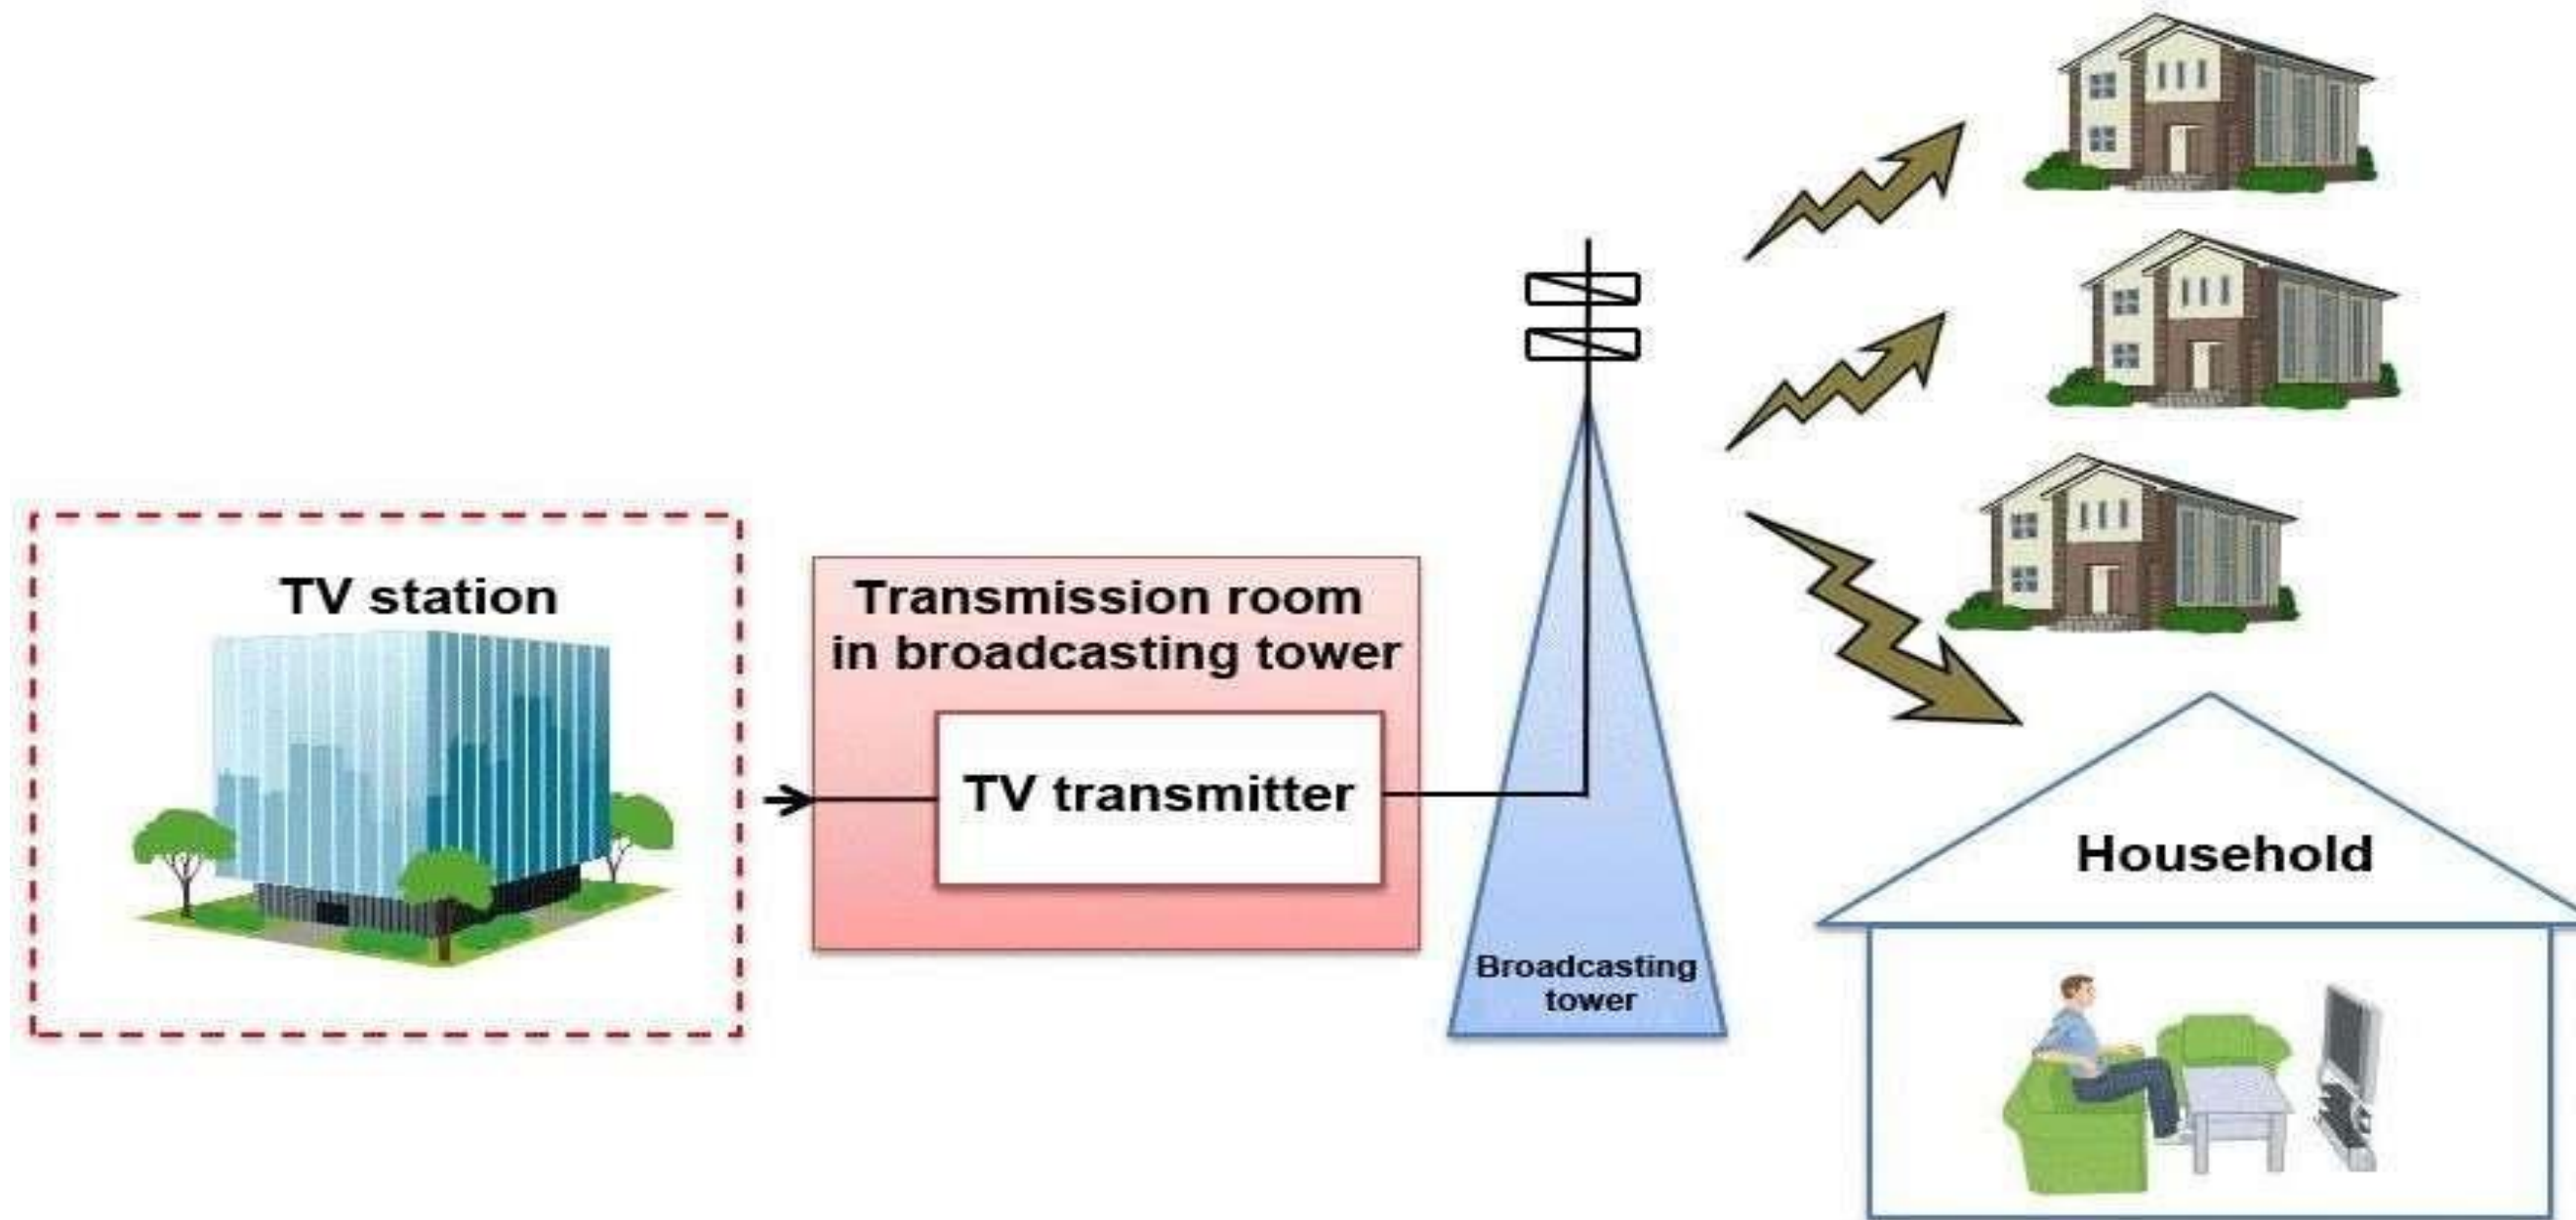 TV station
Transmission room
in broadcasting tower
TV transmitter
Broadcasting
tower
Household